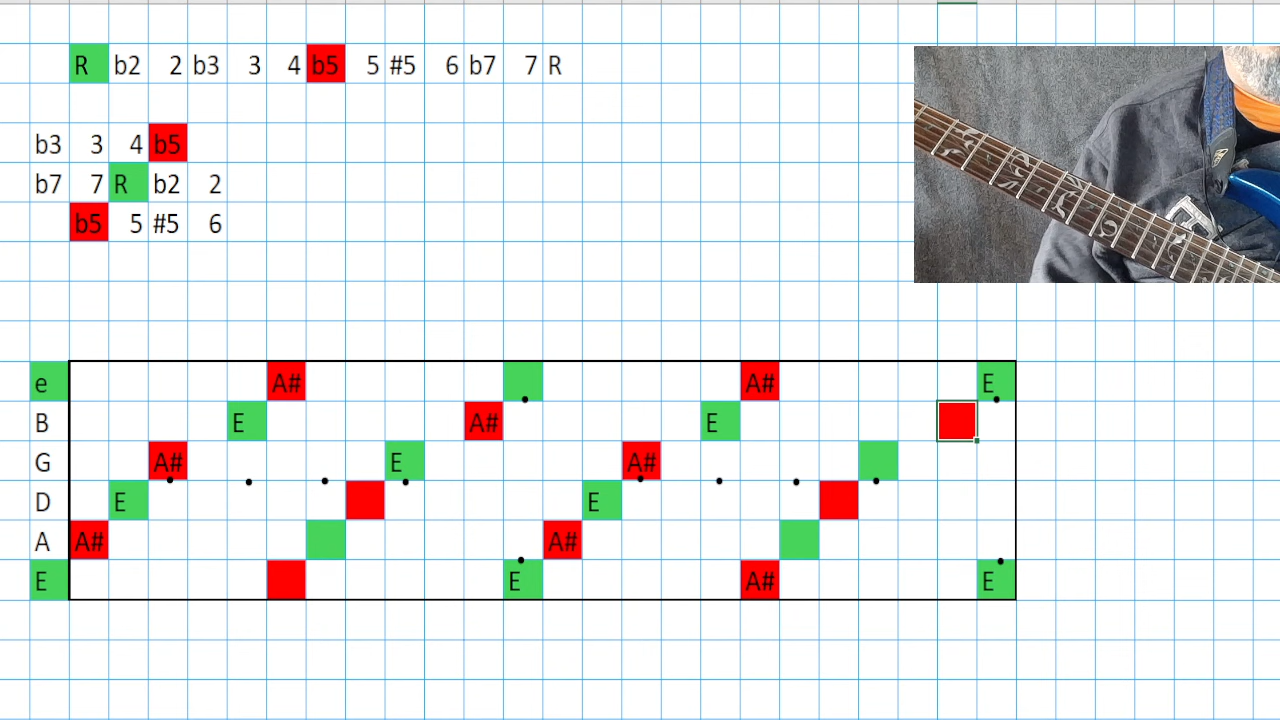 R b2 2 b3 3 4 b5 5 #5 6 b7 7 R
b3 3 4 b5
b7 7 R b2 2
b5 5 #5 6
e A# A# E
B E A# E
G A# E A#
D E E
A A# A#
E E A# E